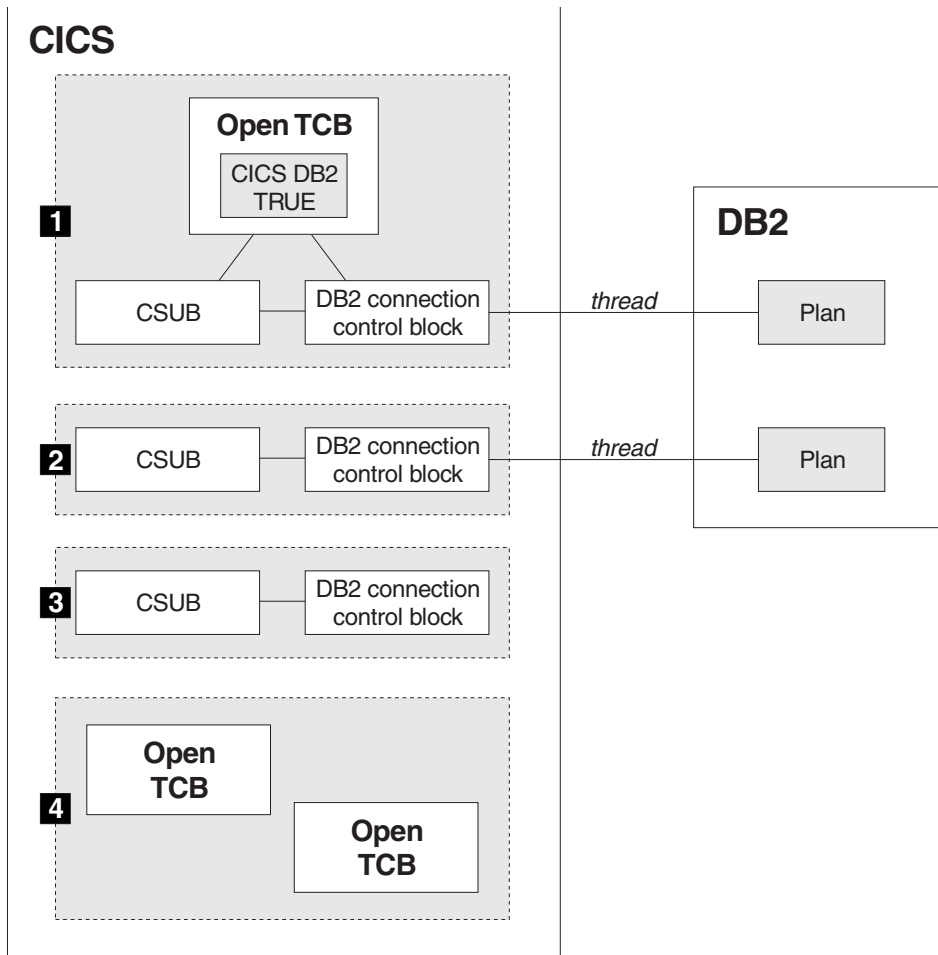 CICS
Open TCB
CICS DB2
TRUE
1
CSUB
DB2 connection
control block
thread
DB2
Plan
2
CSUB
DB2 connection
control block
thread
Plan
3
CSUB
DB2 connection
control block
4
Open
TCB
Open
TCB